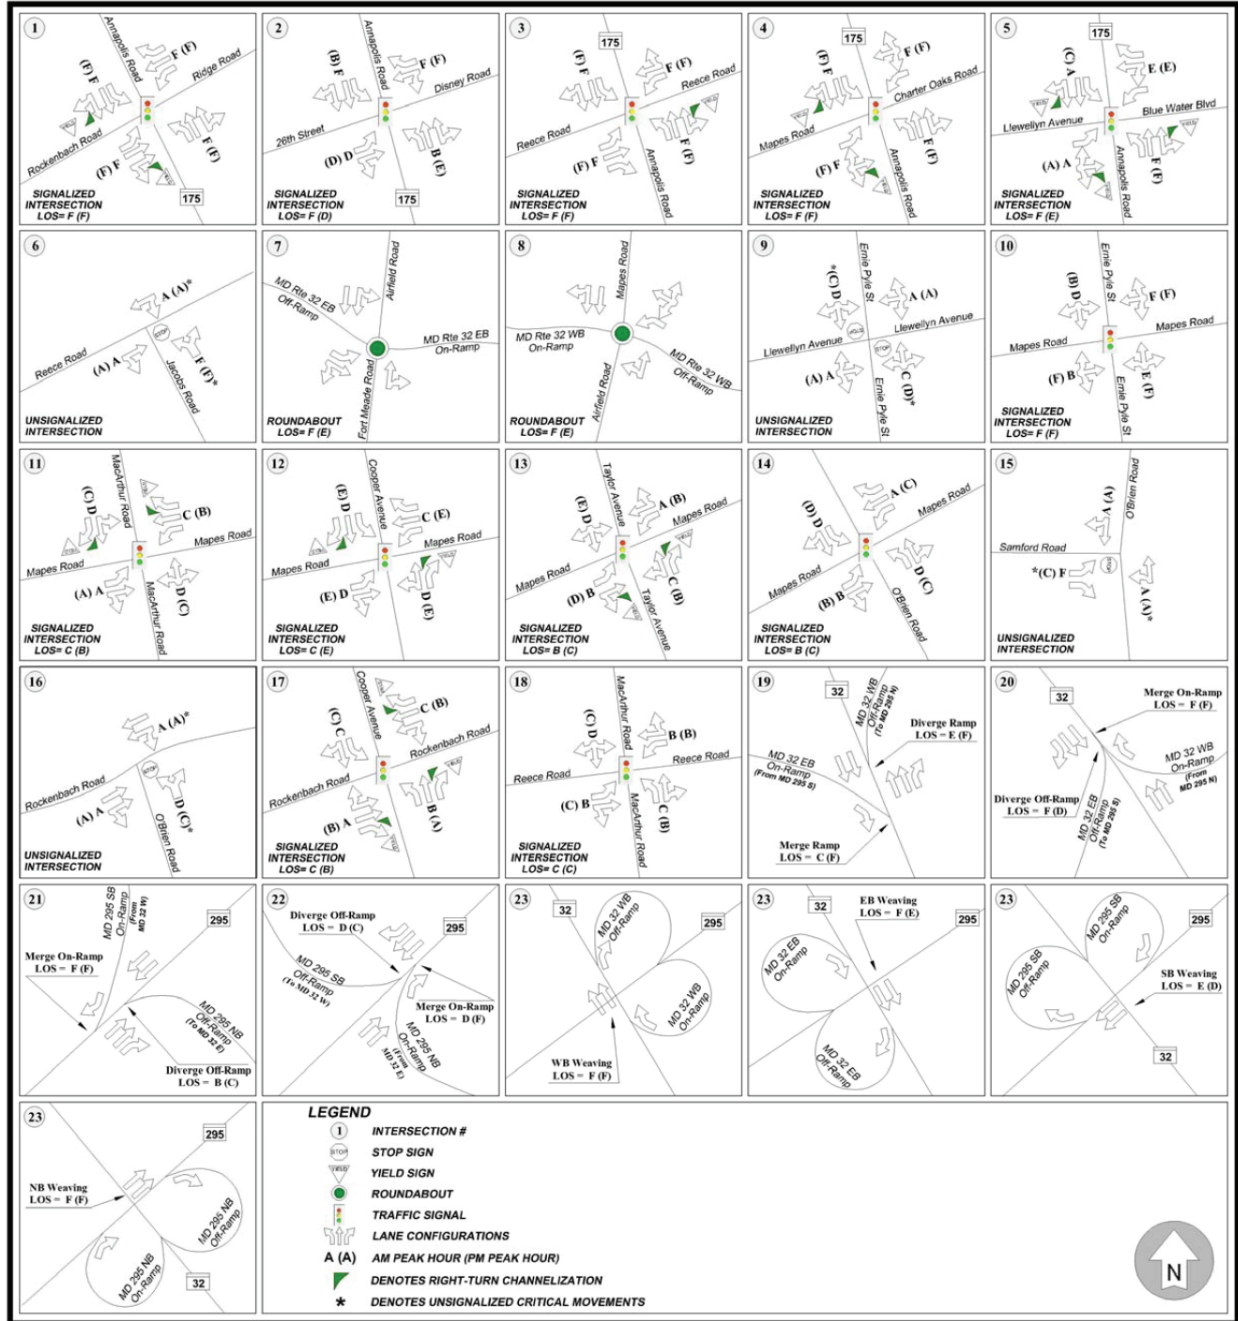 1
Annapolis Road
F (F)
Ridge Road
(F) F
YIELD
Rockenbach Road
(F) F
F (F)
YIELD
175
SIGNALIZED
INTERSECTION
LOS= F (F)
2
Annapolis Road
(B) F
F (F)
Disney Road
26th Street
(D) D
B (E)
175
SIGNALIZED
INTERSECTION
LOS= F (D)
3
175
(F) F
F (F)
Reece Road
YIELD
Reece Road
(F) F
F (F)
Annapolis Road
SIGNALIZED
INTERSECTION
LOS= F (F)
4
175
(F) F
F (F)
Charter Oaks Road
YIELD
Mapes Road
(F) F
F (F)
YIELD
Annapolis Road
SIGNALIZED
INTERSECTION
LOS= F (F)
5
175
(C) A
E (E)
YIELD
Blue Water Blvd
Llewellyn Avenue
YIELD
(A) A
F (F)
YIELD
Annapolis Road
SIGNALIZED
INTERSECTION
LOS= F (E)
6
A (A)*
STOP
Reece Road
(A) A
F (F)*
Jacobs Road
UNSIGNALIZED
INTERSECTION
7
Airfield Road
MD Rte 32 EB
Off-Ramp
MD Rte 32 EB
On-Ramp
Fort Meade Road
ROUNDABOUT
LOS= F (E)
8
Mapes Road
MD Rte 32 WB
On-Ramp
MD Rte 32 WB
Off-Ramp
Airfield Road
ROUNDABOUT
LOS= F (E)
9
Ernie Pyle St
*(C) D
A (A)
Llewellyn Avenue
STOP
Llewellyn Avenue
STOP
(A) A
C (D)*
Ernie Pyle St
UNSIGNALIZED
INTERSECTION
10
Ernie Pyle St
(B) D
F (F)
Mapes Road
Mapes Road
(F) B
E (F)
Ernie Pyle St
SIGNALIZED
INTERSECTION
LOS= F (F)
11
MacArthur Road
(C) D
C (B)
Mapes Road
Mapes Road
(A) A
D (C)
MacArthur Road
SIGNALIZED
INTERSECTION
LOS= C (B)
12
Cooper Avenue
(E) D
C (E)
YIELD
Mapes Road
YIELD
Mapes Road
(E) D
D (E)
SIGNALIZED
INTERSECTION
LOS= C (E)
13
Taylor Avenue
(E) D
A (B)
Mapes Road
YIELD
Mapes Road
(D) B
C (B)
YIELD
Taylor Avenue
SIGNALIZED
INTERSECTION
LOS= B (C)
14
A (C)
Mapes Road
(D) D
Mapes Road
(B) B
D (C)
O'Brien Road
SIGNALIZED
INTERSECTION
LOS= B (C)
15
A (A)
O'Brien Road
Samford Road
*(C) F
STOP
A (A)*
UNSIGNALIZED
INTERSECTION
16
A (A)*
STOP
Rockenbach Road
(A) A
D (C)*
O'Brien Road
UNSIGNALIZED
INTERSECTION
17
Cooper Avenue
(C) C
C (B)
Rockenbach Road
YIELD
Rockenbach Road
(B) A
B (A)
YIELD
SIGNALIZED
INTERSECTION
LOS= C (B)
18
MacArthur Road
(C) D
B (B)
Reece Road
Reece Road
(C) B
C (B)
MacArthur Road
SIGNALIZED
INTERSECTION
LOS= C (C)
19
32
MD 32 WB
Off-Ramp
(To MD 295 N)
Diverge Ramp
LOS = E (F)
MD 32 EB
On-Ramp
(From MD 295 S)
Merge Ramp
LOS = C (F)
20
32
Merge On-Ramp
LOS = F (F)
MD 32 WB
On-Ramp
(From
MD 295 N)
Diverge Off-Ramp
LOS = F (D)
MD 32 EB
Off-Ramp
(To MD 295 S)
21
MD 295 SB
On-Ramp
(From
MD 32 W)
295
Merge On-Ramp
LOS = F (F)
MD 295 NB
Off-Ramp
(To MD 32 E)
Diverge Off-Ramp
LOS = B (C)
22
Diverge Off-Ramp
LOS = D (C)
295
MD 295 SB
Off-Ramp
(To MD 32 W)
Merge On-Ramp
LOS = D (F)
MD 295 NB
On-Ramp
(From
MD 32 E)
23
32
MD 32 WB
Off-Ramp
295
MD 32 WB
On-Ramp
WB Weaving
LOS = F (F)
23
32
EB Weaving
LOS = F (E)
295
MD 32 EB
On-Ramp
MD 32 EB
Off-Ramp
23
MD 295 SB
On-Ramp
295
MD 295 SB
Off-Ramp
SB Weaving
LOS = E (D)
32
23
295
NB Weaving
LOS = F (F)
MD 295 NB
Off-Ramp
MD 295 NB
On-Ramp
32
LEGEND
1 INTERSECTION #
STOP STOP SIGN
YIELD YIELD SIGN
ROUNDABOUT
TRAFFIC SIGNAL
LANE CONFIGURATIONS
A (A) AM PEAK HOUR (PM PEAK HOUR)
DENOTES RIGHT-TURN CHANNELIZATION
* DENOTES UNSIGNALIZED CRITICAL MOVEMENTS
N